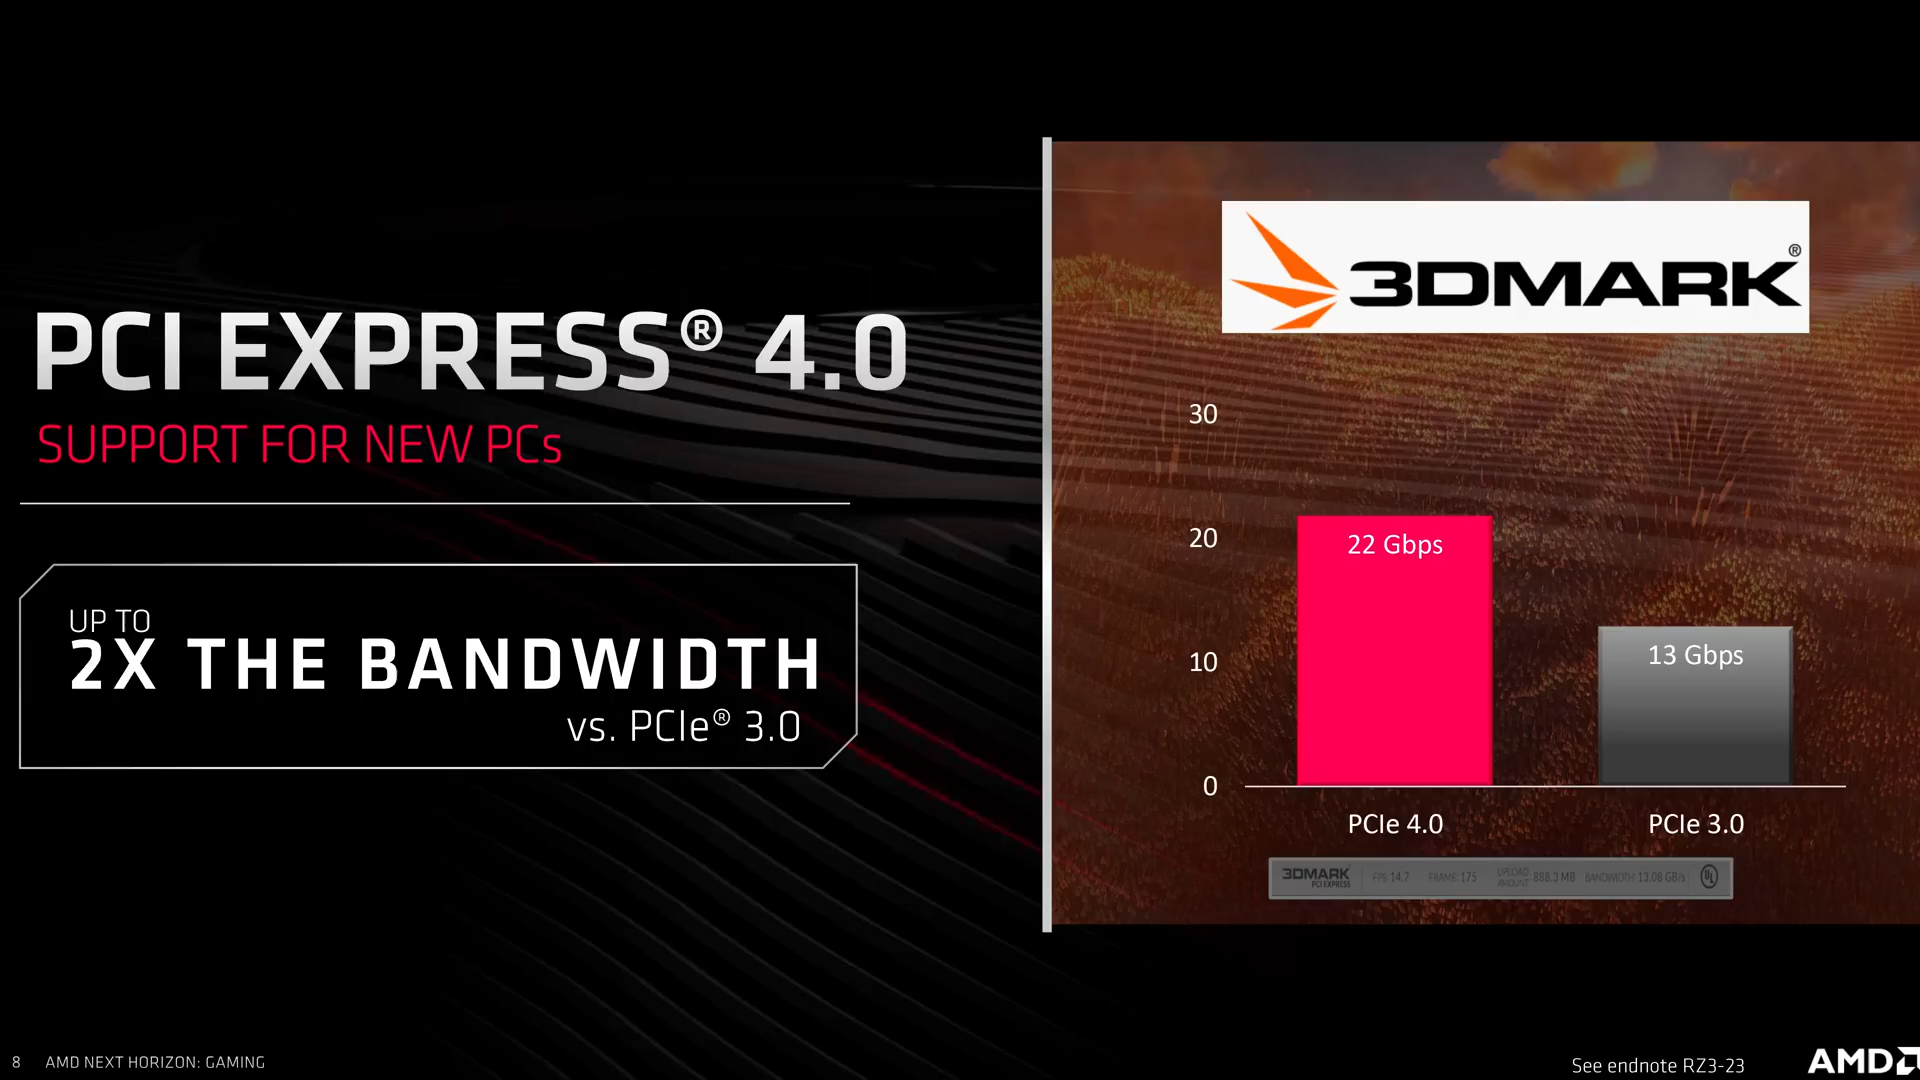 PCI EXPRESS® 4.0
SUPPORT FOR NEW PCs
UP TO
2X THE BANDWIDTH
vs. PCIe® 3.0
3DMARK®
30
20
10
0
22 Gbps
13 Gbps
PCIe 4.0
PCIe 3.0
3DMARK
PCI EXPRESS
FPS: 14.7
FRAME: 175
UPLOAD
AMOUNT: 888.3 MB
BANDWIDTH: 13.08 GB/s
UL
8 AMD NEXT HORIZON: GAMING
See endnote RZ3-23
AMD